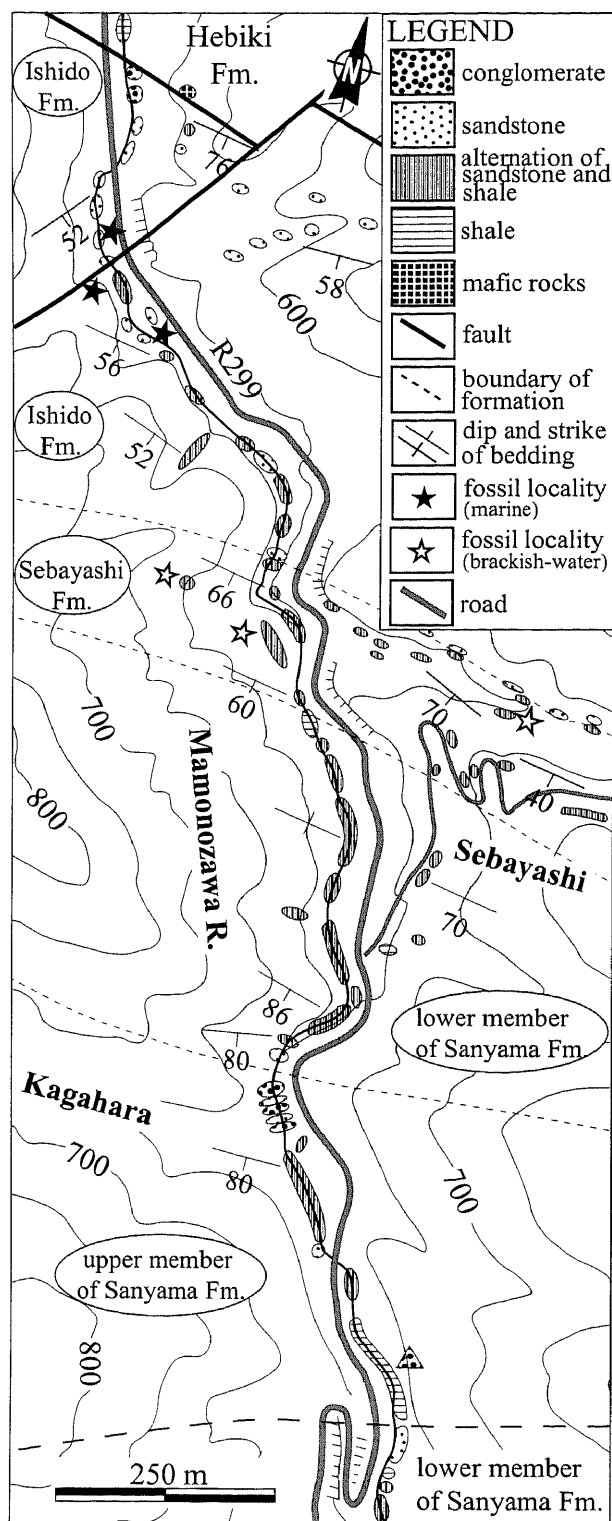 Ishido
Fm.
Hebiki
Fm.
N
LEGEND
conglomerate
sandstone
alternation of
sandstone and
shale
shale
mafic rocks
fault
boundary of
formation
dip and strike
of bedding
fossil locality
(marine)
fossil locality
(brackish-water)
road
76
52
58
600
56
R299
Ishido
Fm.
52
Sebayashi
Fm.
66
60
70
40
700
800
Mamonozawa R.
Sebayashi
70
86
80
lower member
of Sanyama Fm.
Kagahara
700
80
700
upper member
of Sanyama Fm.
800
250 m
lower member
of Sanyama Fm.